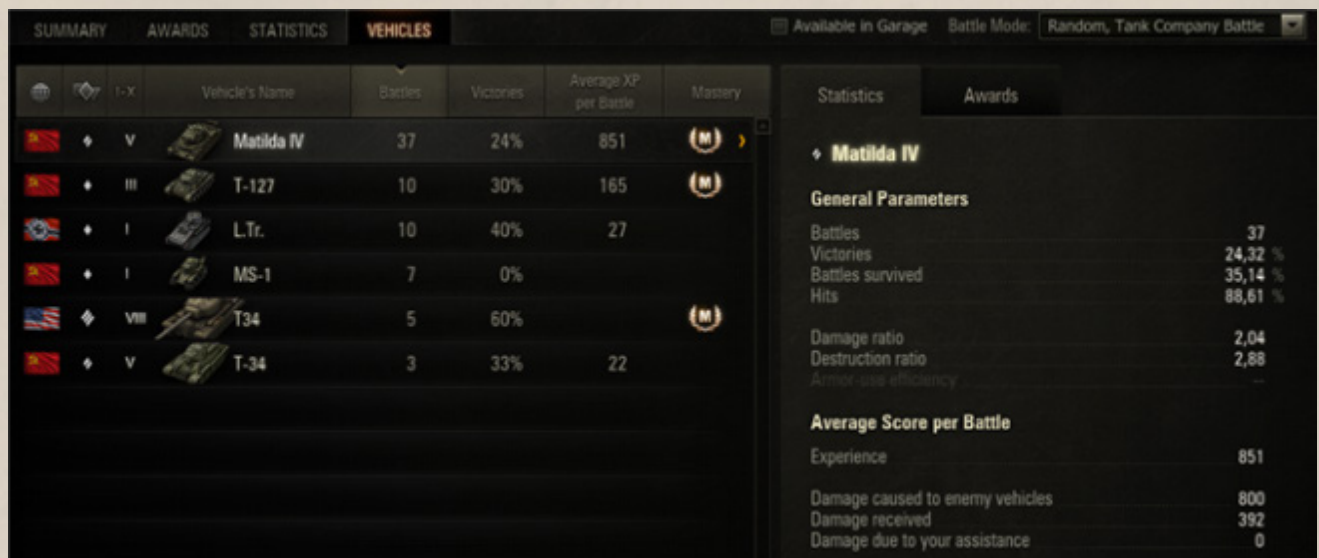 SUMMARY AWARDS STATISTICS VEHICLES Available in Garage Battle Mode: Random, Tank Company Battle
I-X Vehicle's Name Battles Victories Average XP per Battle Mastery
V Matilda IV 37 24% 851 M
III T-127 10 30% 165 M
I L.Tr. 10 40% 27
I MS-1 7 0%
VIII T34 5 60% M
V T-34 3 33% 22
Statistics Awards
Matilda IV
General Parameters
Battles 37
Victories 24,32 %
Battles survived 35,14 %
Hits 88,61 %
Damage ratio 2,04
Destruction ratio 2,88
Armor-use efficiency --
Average Score per Battle
Experience 851
Damage caused to enemy vehicles 800
Damage received 392
Damage due to your assistance 0